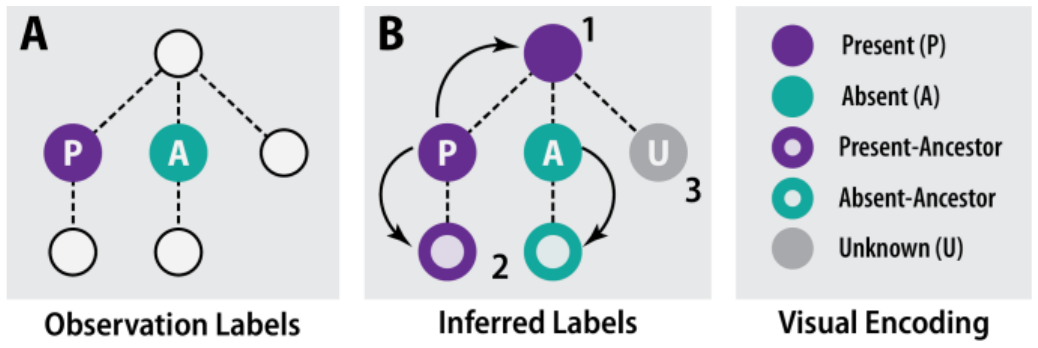 A
P
A
Observation Labels
B
1
P
A
U
3
2
Inferred Labels
Present (P)
Absent (A)
Present-Ancestor
Absent-Ancestor
Unknown (U)
Visual Encoding